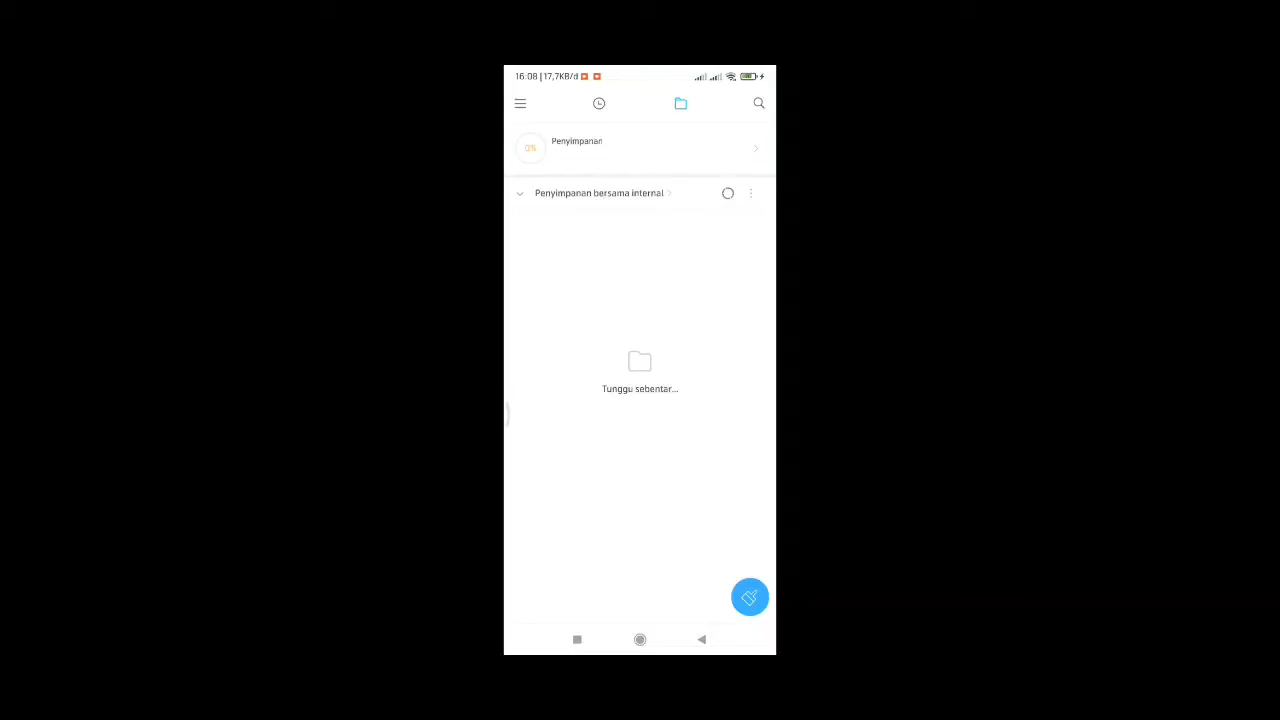 16:08 | 17,7KB/d
0%
Penyimpanan
Penyimpanan bersama internal
Tunggu sebentar...